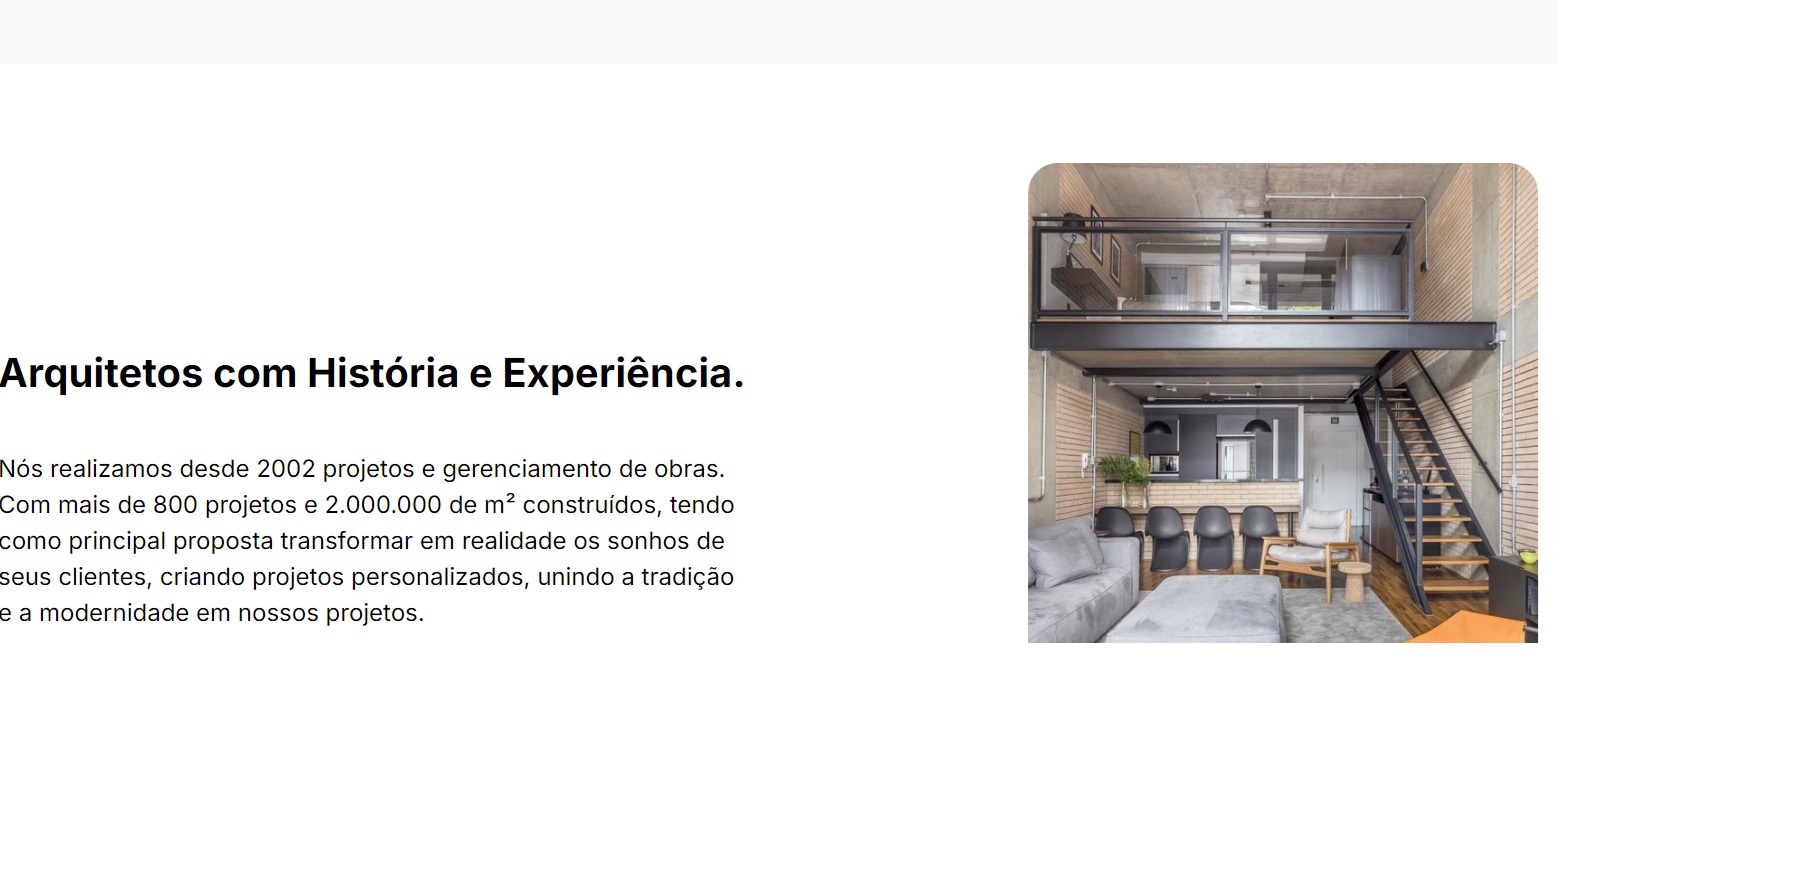 Arquitetos com História e Experiência.
Nós realizamos desde 2002 projetos e gerenciamento de obras.
Com mais de 800 projetos e 2.000.000 de m² construídos, tendo
como principal proposta transformar em realidade os sonhos de
seus clientes, criando projetos personalizados, unindo a tradição
e a modernidade em nossos projetos.